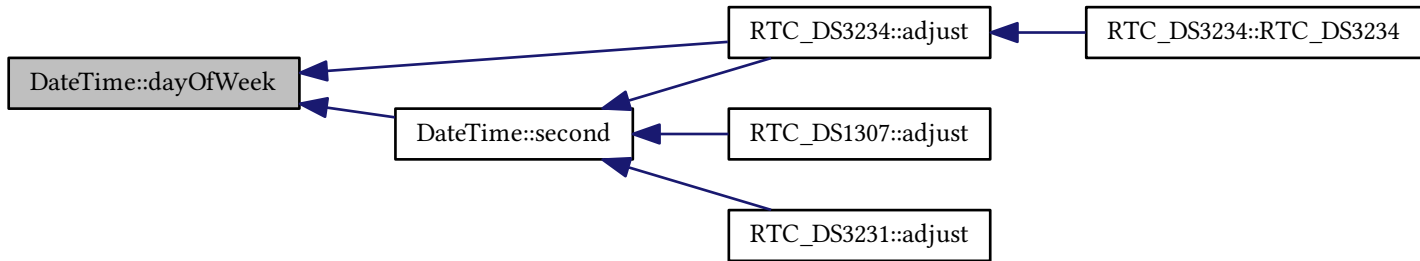 DateTime::dayOfWeek
DateTime::second
RTC_DS3234::adjust
RTC_DS1307::adjust
RTC_DS3231::adjust
RTC_DS3234::RTC_DS3234